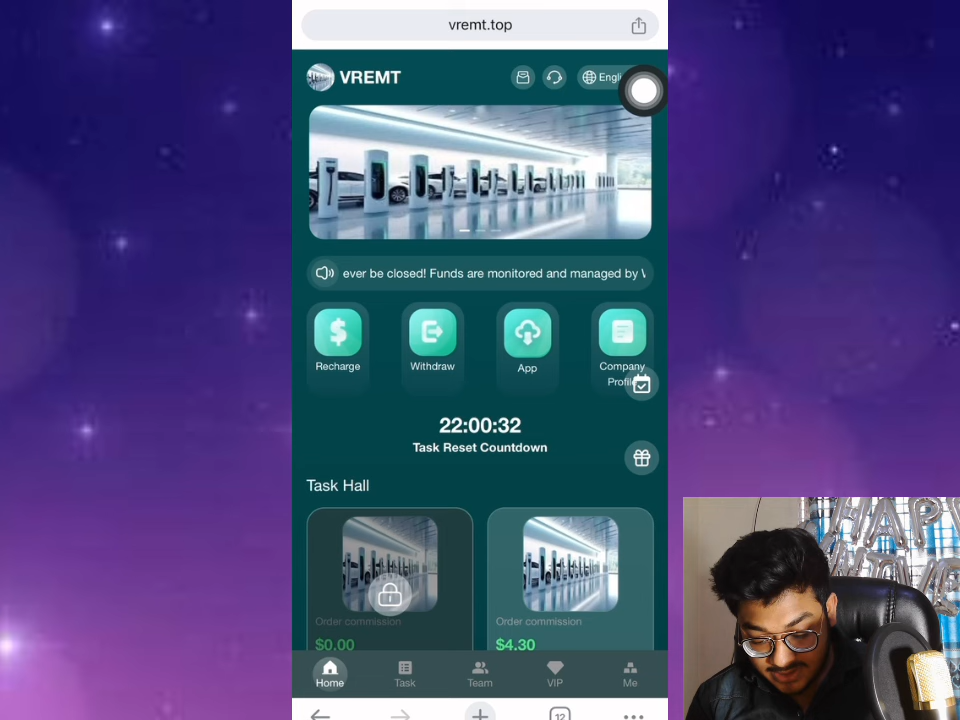 vremt.top
VREMT
Engli
ever be closed! Funds are monitored and managed by
Recharge
Withdraw
App
Company
Profile
22:00:32
Task Reset Countdown
Task Hall
Order commission
$0.00
Order commission
$4.30
Home
Task
Team
VIP
Me
12